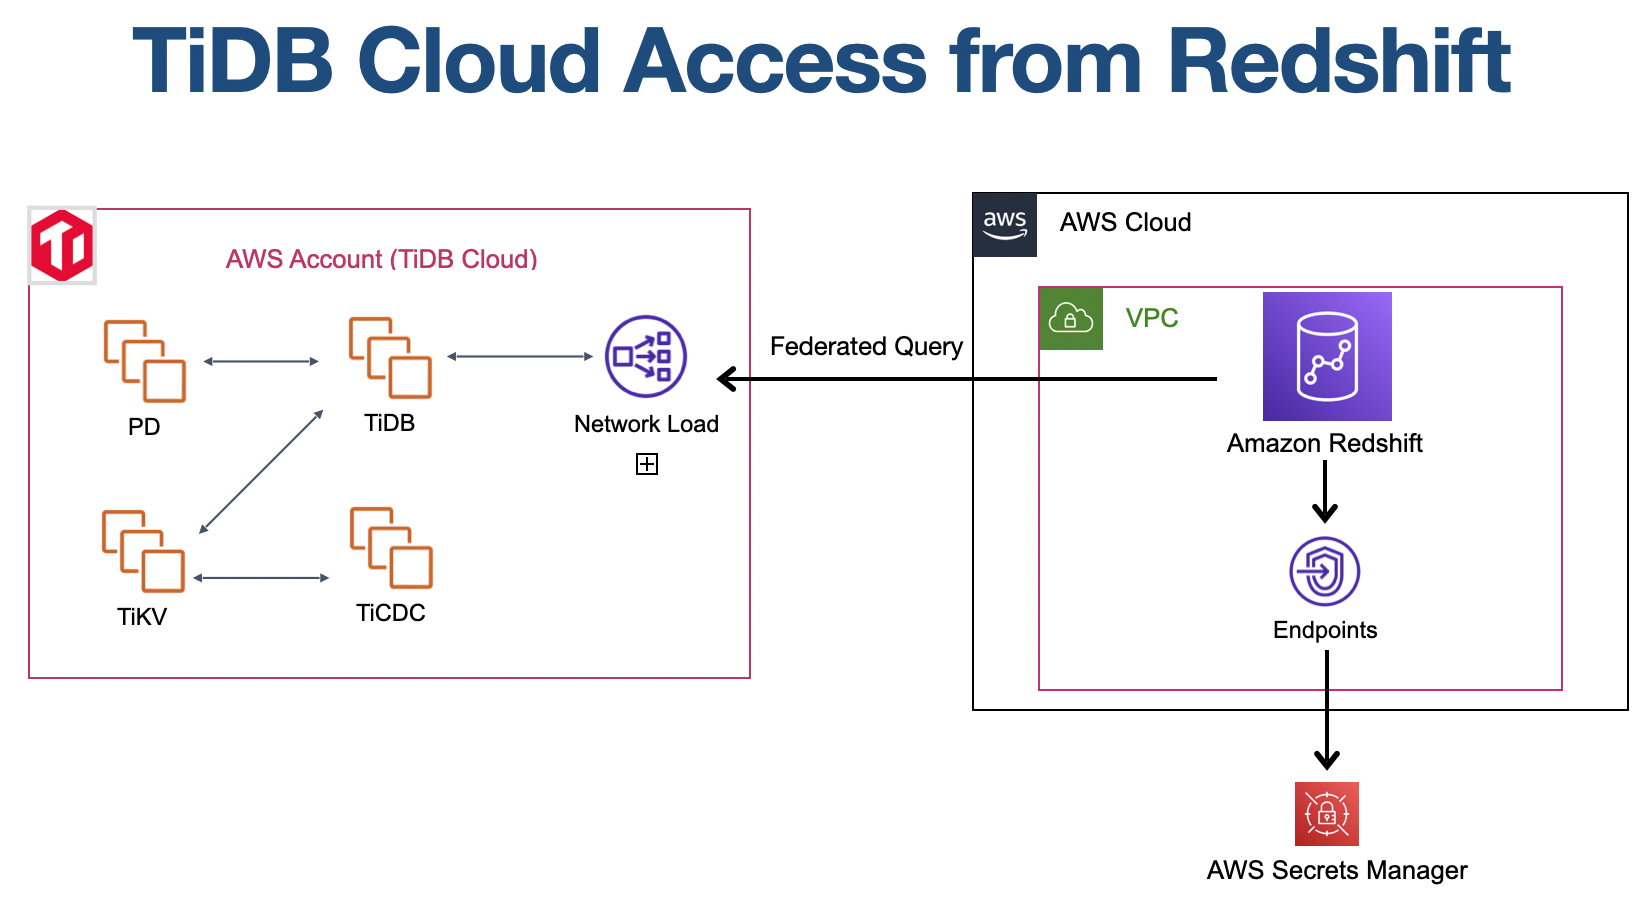 TiDB Cloud Access from Redshift
Ti
AWS Account (TiDB Cloud)
aws
AWS Cloud
VPC
PD
TiDB
Network Load
Federated Query
Amazon Redshift
TiKV
TiCDC
Endpoints
AWS Secrets Manager